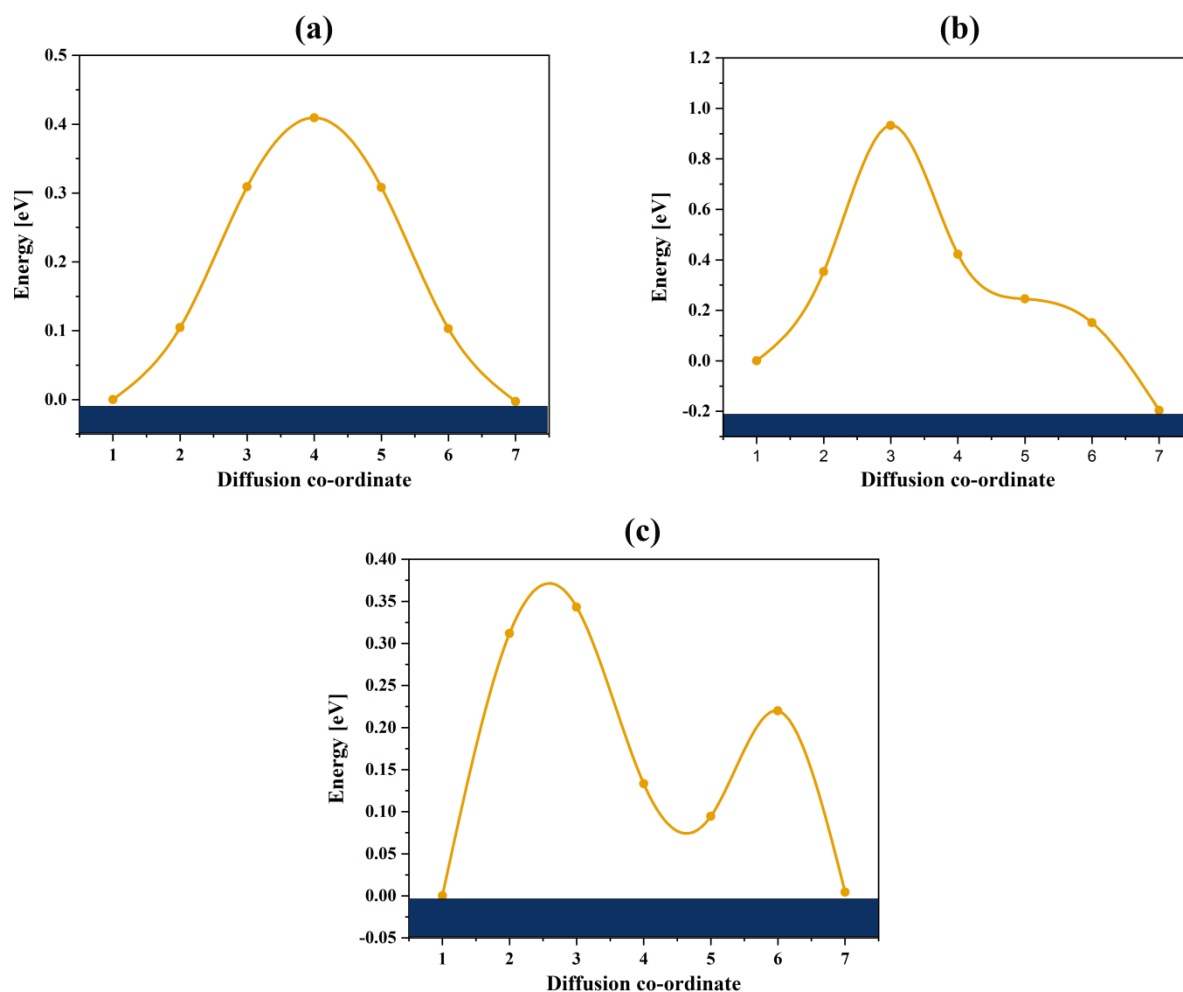 (a)
0.5
0.4
0.3
0.2
0.1
0.0
Energy [eV]
1 2 3 4 5 6 7
Diffusion co-ordinate
(b)
1.2
1.0
0.8
0.6
0.4
0.2
0.0
-0.2
Energy [eV]
1 2 3 4 5 6 7
Diffusion co-ordinate
(c)
0.40
0.35
0.30
0.25
0.20
0.15
0.10
0.05
0.00
-0.05
Energy [eV]
1 2 3 4 5 6 7
Diffusion co-ordinate